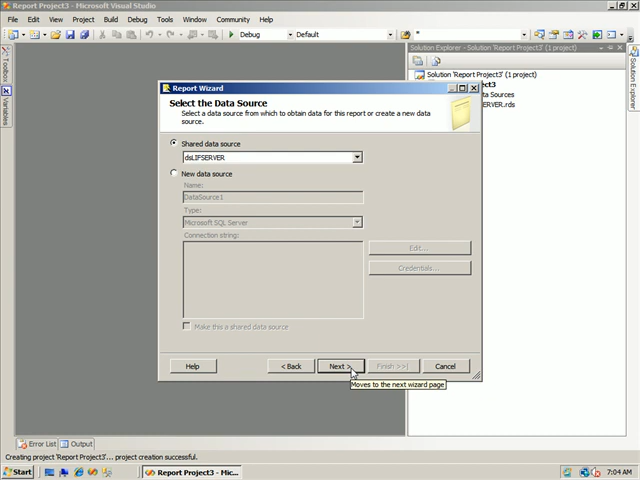 Report Project3 - Microsoft Visual Studio
File Edit View Project Build Debug Tools Window Community Help
Debug Default
Toolbox
Variables
Solution Explorer - Solution 'Report Project3' (1 project)
Solution 'Report Project3' (1 project)
ct3
Sources
ERVER.rds
Solution Explorer
Report Wizard
Select the Data Source
Select a data source from which to obtain data for this report or create a new data
source.
Shared data source
dsLIFSERVER
New data source
Name:
DataSource1
Type:
Microsoft SQL Server
Connection string:
Edit...
Credentials...
Make this a shared data source
Help < Back Next > Finish >>| Cancel
Moves to the next wizard page
Error List Output
Creating project 'Report Project3'... project creation successful.
Start Report Project3 - Mic... 7:04 AM